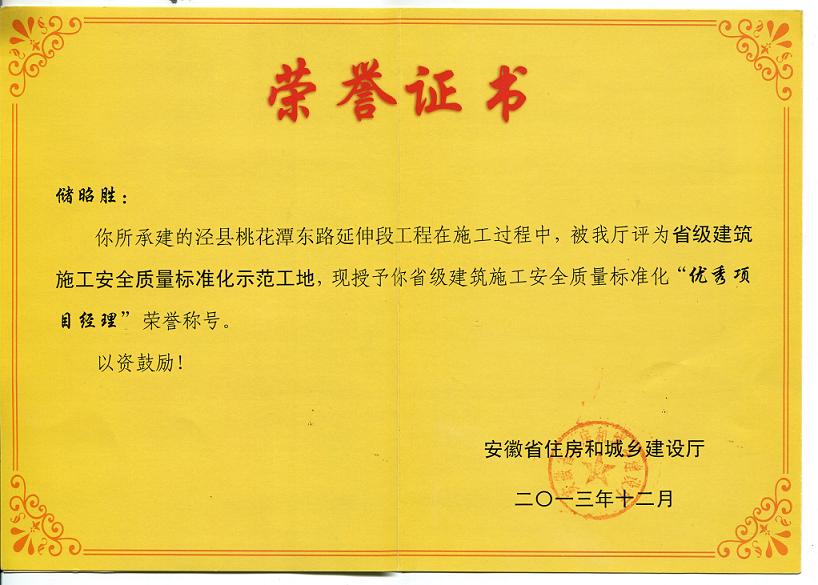 荣誉证书
储昭胜：
你所承建的泾县桃花潭东路延伸段工程在施工过程中，被我厅评为省级建筑
施工安全质量标准化示范工地，现授予你省级建筑施工安全质量标准化“优秀项
目经理”荣誉称号。
以资鼓励！
安徽省住房和城乡建设厅
二〇一三年十二月